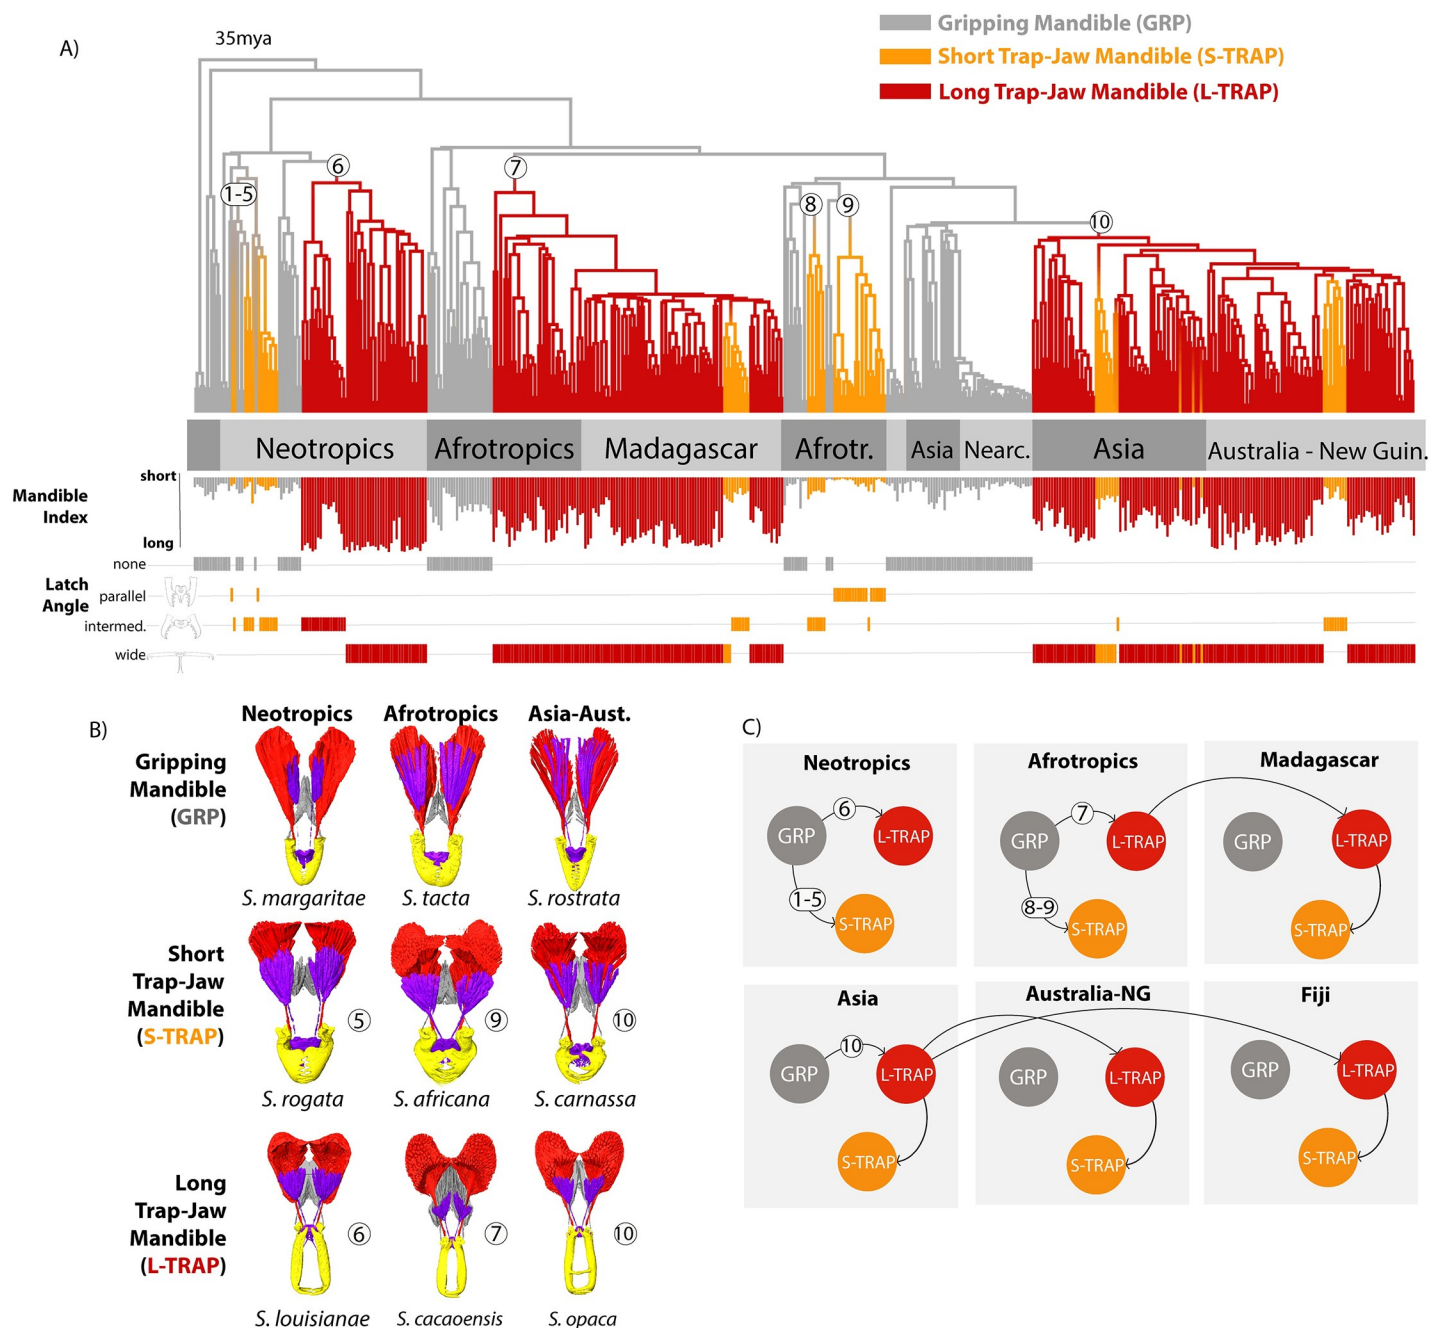 A)
35mya
Gripping Mandible (GRP)
Short Trap-Jaw Mandible (S-TRAP)
Long Trap-Jaw Mandible (L-TRAP)
1-5
6
7
8
9
10
Neotropics
Afrotropics
Madagascar
Afrotr.
Asia
Nearc.
Asia
Australia - New Guin.
Mandible
Index
short
long
Latch
Angle
none
parallel
intermed.
wide
B)
Neotropics
Afrotropics
Asia-Aust.
Gripping
Mandible
(GRP)
S. margaritae
S. tacta
S. rostrata
Short
Trap-Jaw
Mandible
(S-TRAP)
5
9
10
S. rogata
S. africana
S. carnassa
Long
Trap-Jaw
Mandible
(L-TRAP)
6
7
10
S. louisianae
S. cacaoensis
S. opaca
C)
Neotropics
GRP
6
L-TRAP
1-5
S-TRAP
Afrotropics
GRP
7
L-TRAP
8-9
S-TRAP
Madagascar
GRP
L-TRAP
S-TRAP
Asia
GRP
10
L-TRAP
S-TRAP
Australia-NG
GRP
L-TRAP
S-TRAP
Fiji
GRP
L-TRAP
S-TRAP